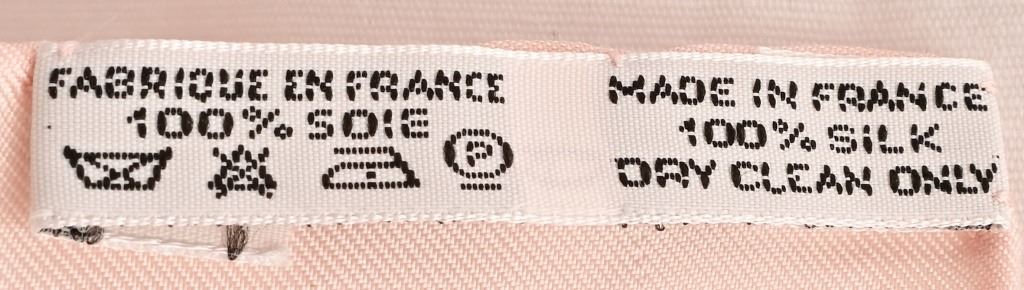 FABRIQUE EN FRANCE
100% SOIE
P
MADE IN FRANCE
100% SILK
DRY CLEAN ONLY